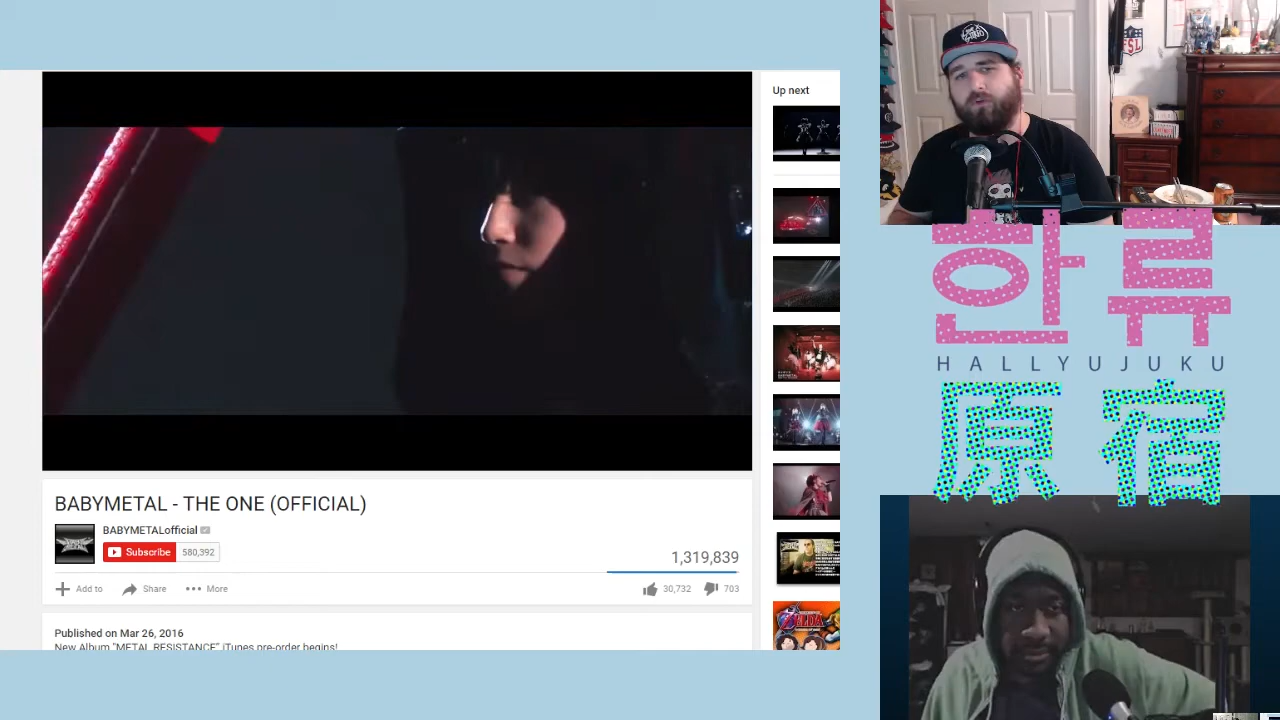 Up next
BABYMETAL - THE ONE (OFFICIAL)
BABYMETALofficial
Subscribe 580,392
1,319,839
Add to Share More 30,732 703
Published on Mar 26, 2016
New Album "METAL RESISTANCE" iTunes pre-order begins!
NFL
한류
HALLYUJUKU
原宿